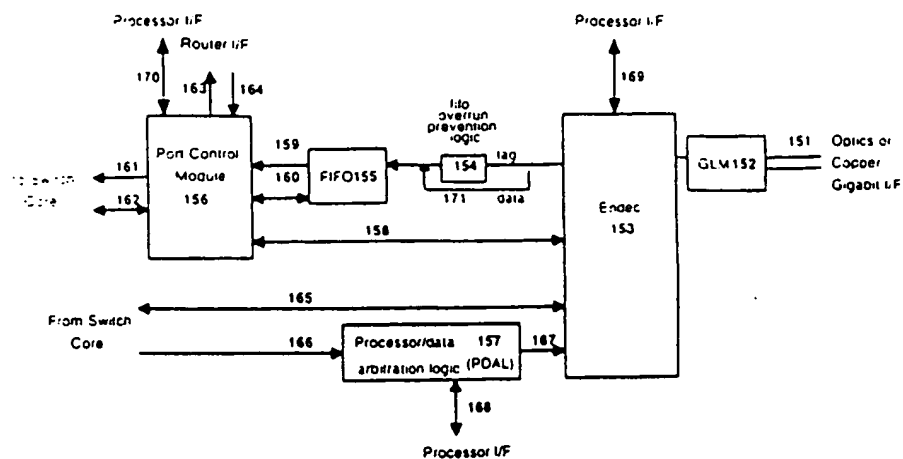 Processor I/F
Router I/F
170
163
164
Processor I/F
169
fifo
overrun
prevention
logic
tag
154
171
data
Port Control
Module
156
159
160
FIFO155
161
162
Switch
Core
158
Endec
153
GLM152
151
Optics or
Copper
Gigabit I/F
165
From Switch
Core
166
Processor/data
157
arbitration logic
(PDAL)
167
168
Processor I/F